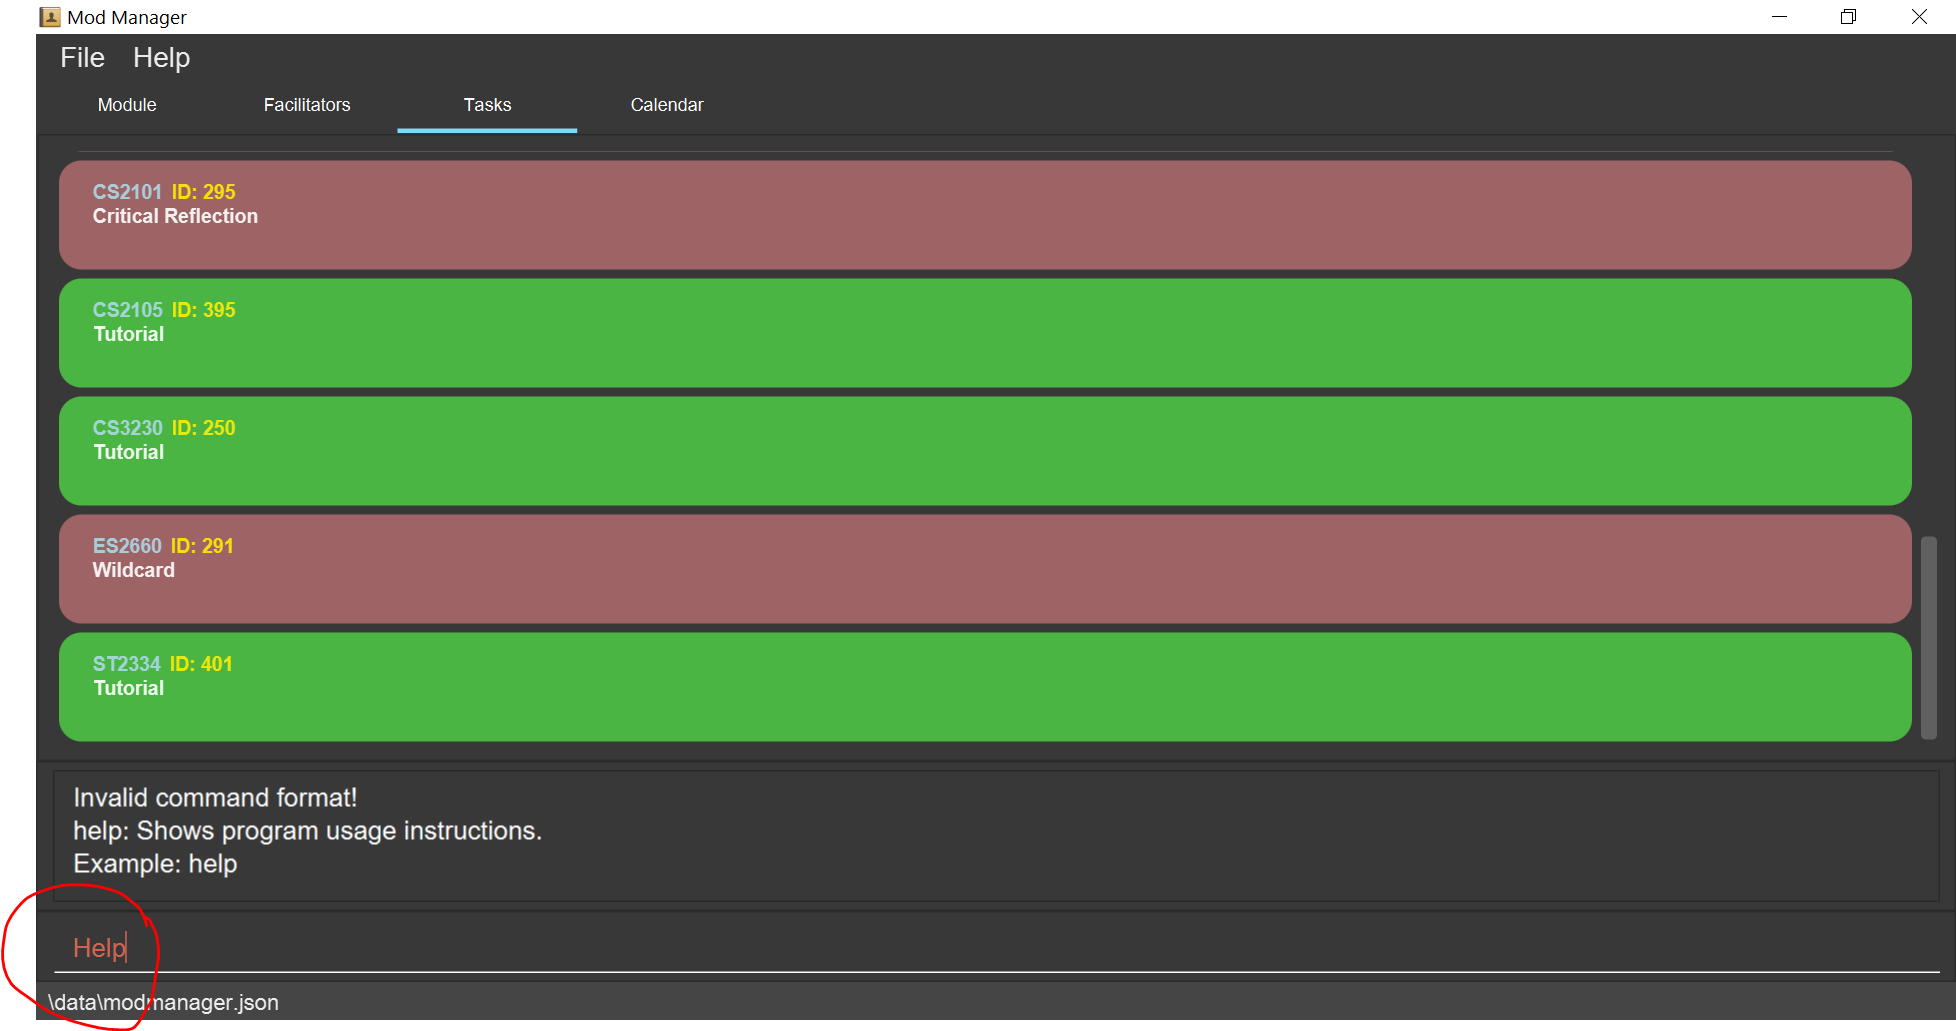 Mod Manager
File Help
Module Facilitators Tasks Calendar
CS2101 ID: 295
Critical Reflection
CS2105 ID: 395
Tutorial
CS3230 ID: 250
Tutorial
ES2660 ID: 291
Wildcard
ST2334 ID: 401
Tutorial
Invalid command format!
help: Shows program usage instructions.
Example: help
Help
\data\modmanager.json